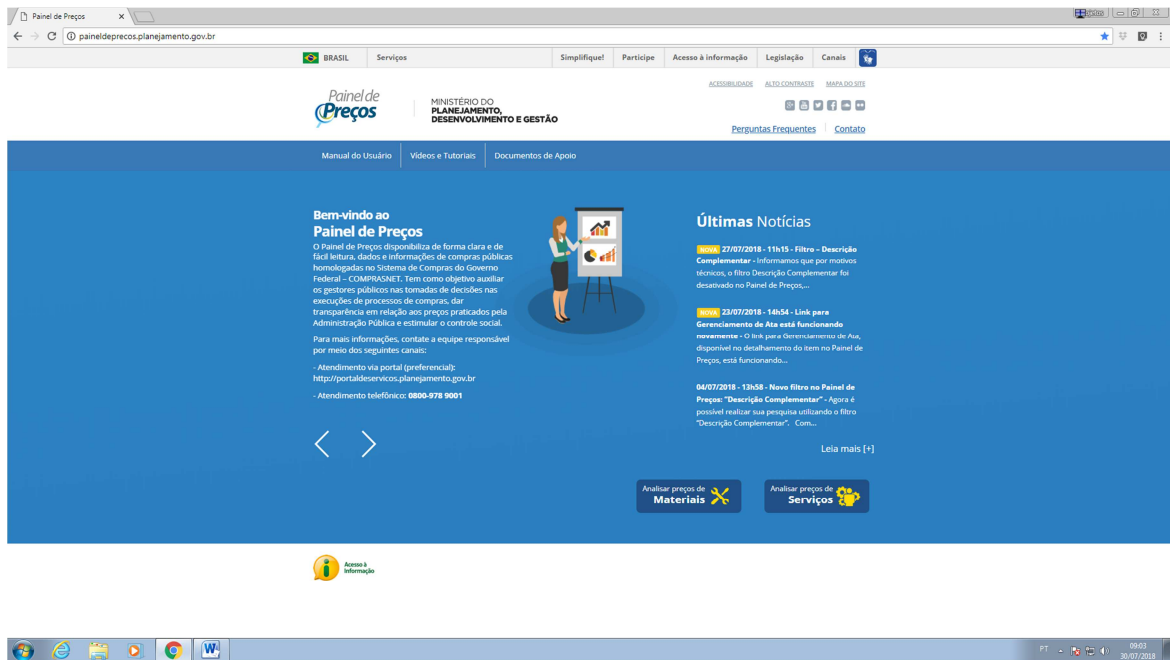 Painel de Preços
paineldeprecos.planejamento.gov.br
BRASIL Serviços Simplifique! Participe Acesso à informação Legislação Canais
ACESSIBILIDADE ALTO CONTRASTE MAPA DO SITE
Painel de
Preços
MINISTÉRIO DO
PLANEJAMENTO,
DESENVOLVIMENTO E GESTÃO
Perguntas Frequentes Contato
Manual do Usuário Vídeos e Tutoriais Documentos de Apoio
Bem-vindo ao
Painel de Preços
O Painel de Preços disponibiliza de forma clara e de
fácil leitura, dados e informações de compras públicas
homologadas no Sistema de Compras do Governo
Federal – COMPRASNET. Tem como objetivo auxiliar
os gestores públicos nas tomadas de decisões nas
execuções de processos de compras, dar
transparência em relação aos preços praticados pela
Administração Pública e estimular o controle social.
Para mais informações, contate a equipe responsável
por meio dos seguintes canais:
- Atendimento via portal (preferencial):
http://portaldeservicos.planejamento.gov.br
- Atendimento telefônico: 0800-978 9001
Últimas Notícias
NOVA 27/07/2018 - 11h15 - Filtro – Descrição
Complementar - Informamos que por motivos
técnicos, o filtro Descrição Complementar foi
desativado no Painel de Preços,...
NOVA 23/07/2018 - 14h54 - Link para
Gerenciamento de Ata está funcionando
novamente - O link para Gerenciamento de Ata,
disponível no detalhamento do item no Painel de
Preços, está funcionando...
04/07/2018 - 13h58 - Novo filtro no Painel de
Preços: "Descrição Complementar" - Agora é
possível realizar sua pesquisa utilizando o filtro
"Descrição Complementar". Com...
Leia mais [+]
Analisar preços de
Materiais
Analisar preços de
Serviços
Acesso à
Informação
PT
09:03
30/07/2018